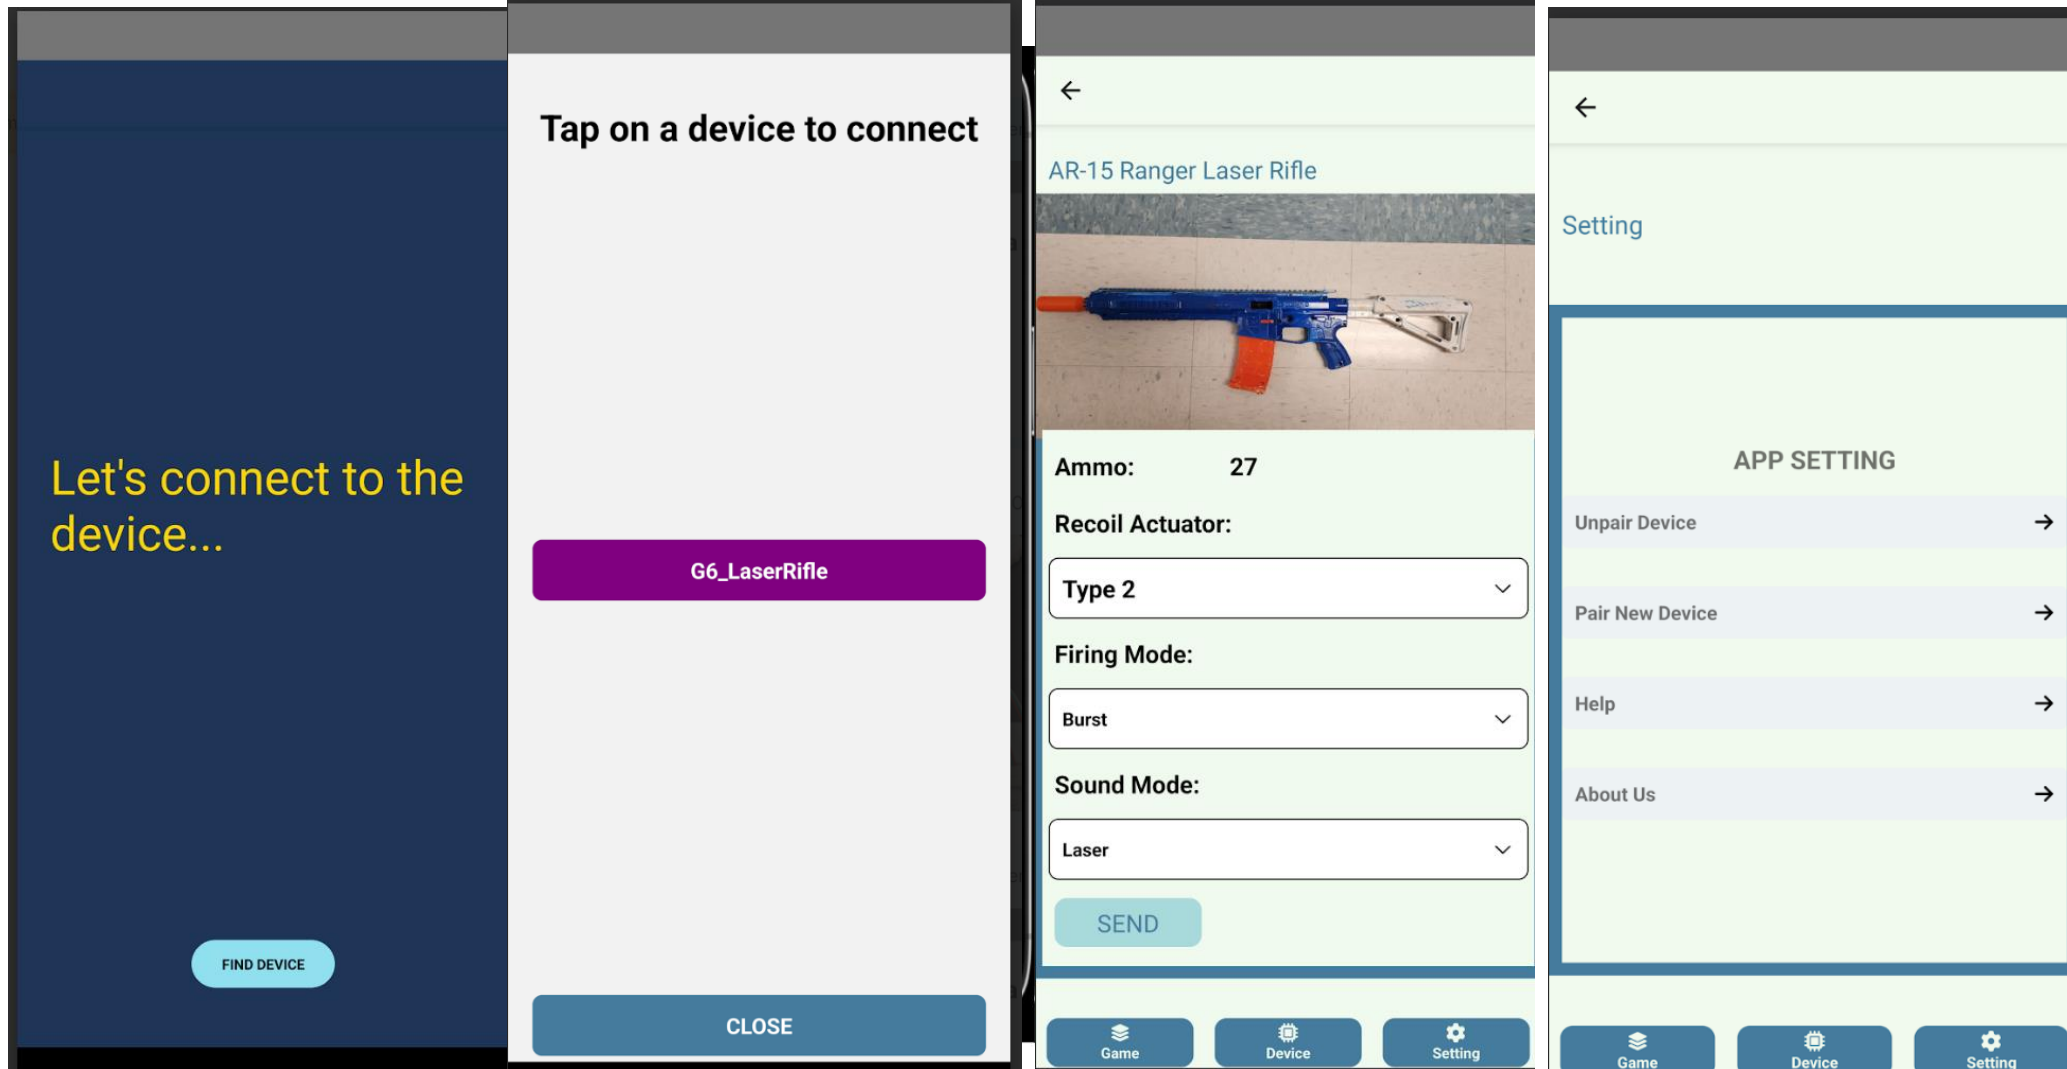 Let's connect to the
device...
FIND DEVICE
Tap on a device to connect
G6_LaserRifle
CLOSE
AR-15 Ranger Laser Rifle
Ammo: 27
Recoil Actuator:
Type 2
Firing Mode:
Burst
Sound Mode:
Laser
SEND
Game Device Setting
Setting
APP SETTING
Unpair Device
Pair New Device
Help
About Us
Game Device Setting